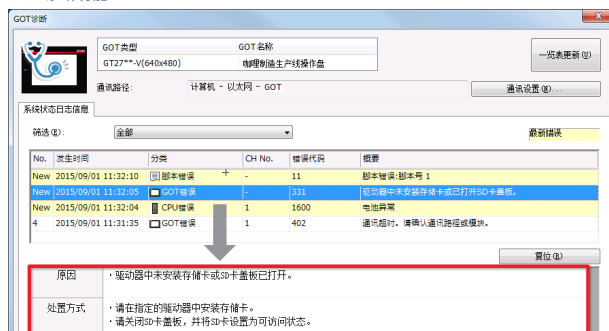 GOT诊断
GOT类型 GOT名称
GT27**-V(640x480) 咖哩制造生产线操作盘
一览表更新(U)
通讯路径: 计算机 - 以太网 - GOT
通讯设置(S)...
系统状态日志信息
筛选(E): 全部
最新错误
No. 发生时间 分类 CH No. 错误代码 概要
New 2015/09/01 11:32:10 脚本错误 - 11 脚本错误:脚本号 1
New 2015/09/01 11:32:05 GOT错误 - 331 驱动器中未安装存储卡或已打开SD卡盖板。
New 2015/09/01 11:32:04 CPU错误 1 1600 电池异常
4 2015/09/01 11:31:35 GOT错误 1 402 通讯超时。请确认通讯路径或模块。
复位(R)
原因 ・驱动器中未安装存储卡或SD卡盖板已打开。
处置方式 ・请在指定的驱动器中安装存储卡。
・请关闭SD卡盖板，并将SD卡设置为可访问状态。